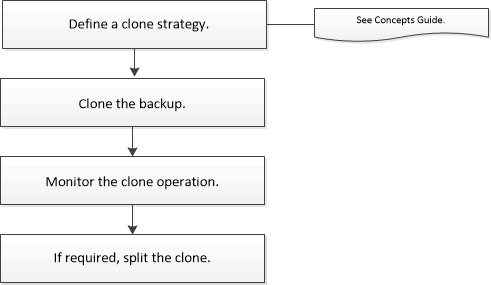 Define a clone strategy.
See Concepts Guide.
Clone the backup.
Monitor the clone operation.
If required, split the clone.